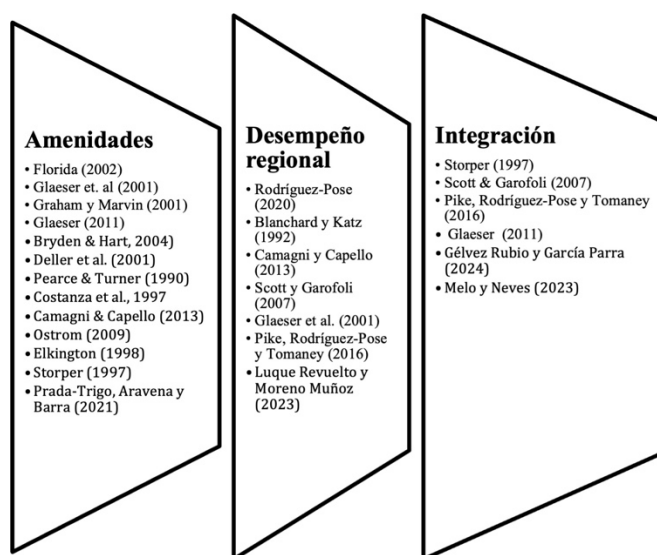 Amenidades
• Florida (2002)
• Glaeser et. al (2001)
• Graham y Marvin (2001)
• Glaeser (2011)
• Bryden & Hart, 2004)
• Deller et al. (2001)
• Pearce & Turner (1990)
• Costanza et al., 1997
• Camagni & Capello (2013)
• Ostrom (2009)
• Elkington (1998)
• Storper (1997)
• Prada-Trigo, Aravena y
Barra (2021)
Desempeño
regional
• Rodríguez-Pose
(2020)
• Blanchard y Katz
(1992)
• Camagni y Capello
(2013)
• Scott y Garofoli
(2007)
• Glaeser et al. (2001)
• Pike, Rodríguez-Pose
y Tomaney (2016)
• Luque Revuelto y
Moreno Muñoz
(2023)
Integración
• Storper (1997)
• Scott & Garofoli (2007)
• Pike, Rodríguez-Pose y Tomaney
(2016)
• Glaeser (2011)
• Gélvez Rubio y García Parra
(2024)
• Melo y Neves (2023)